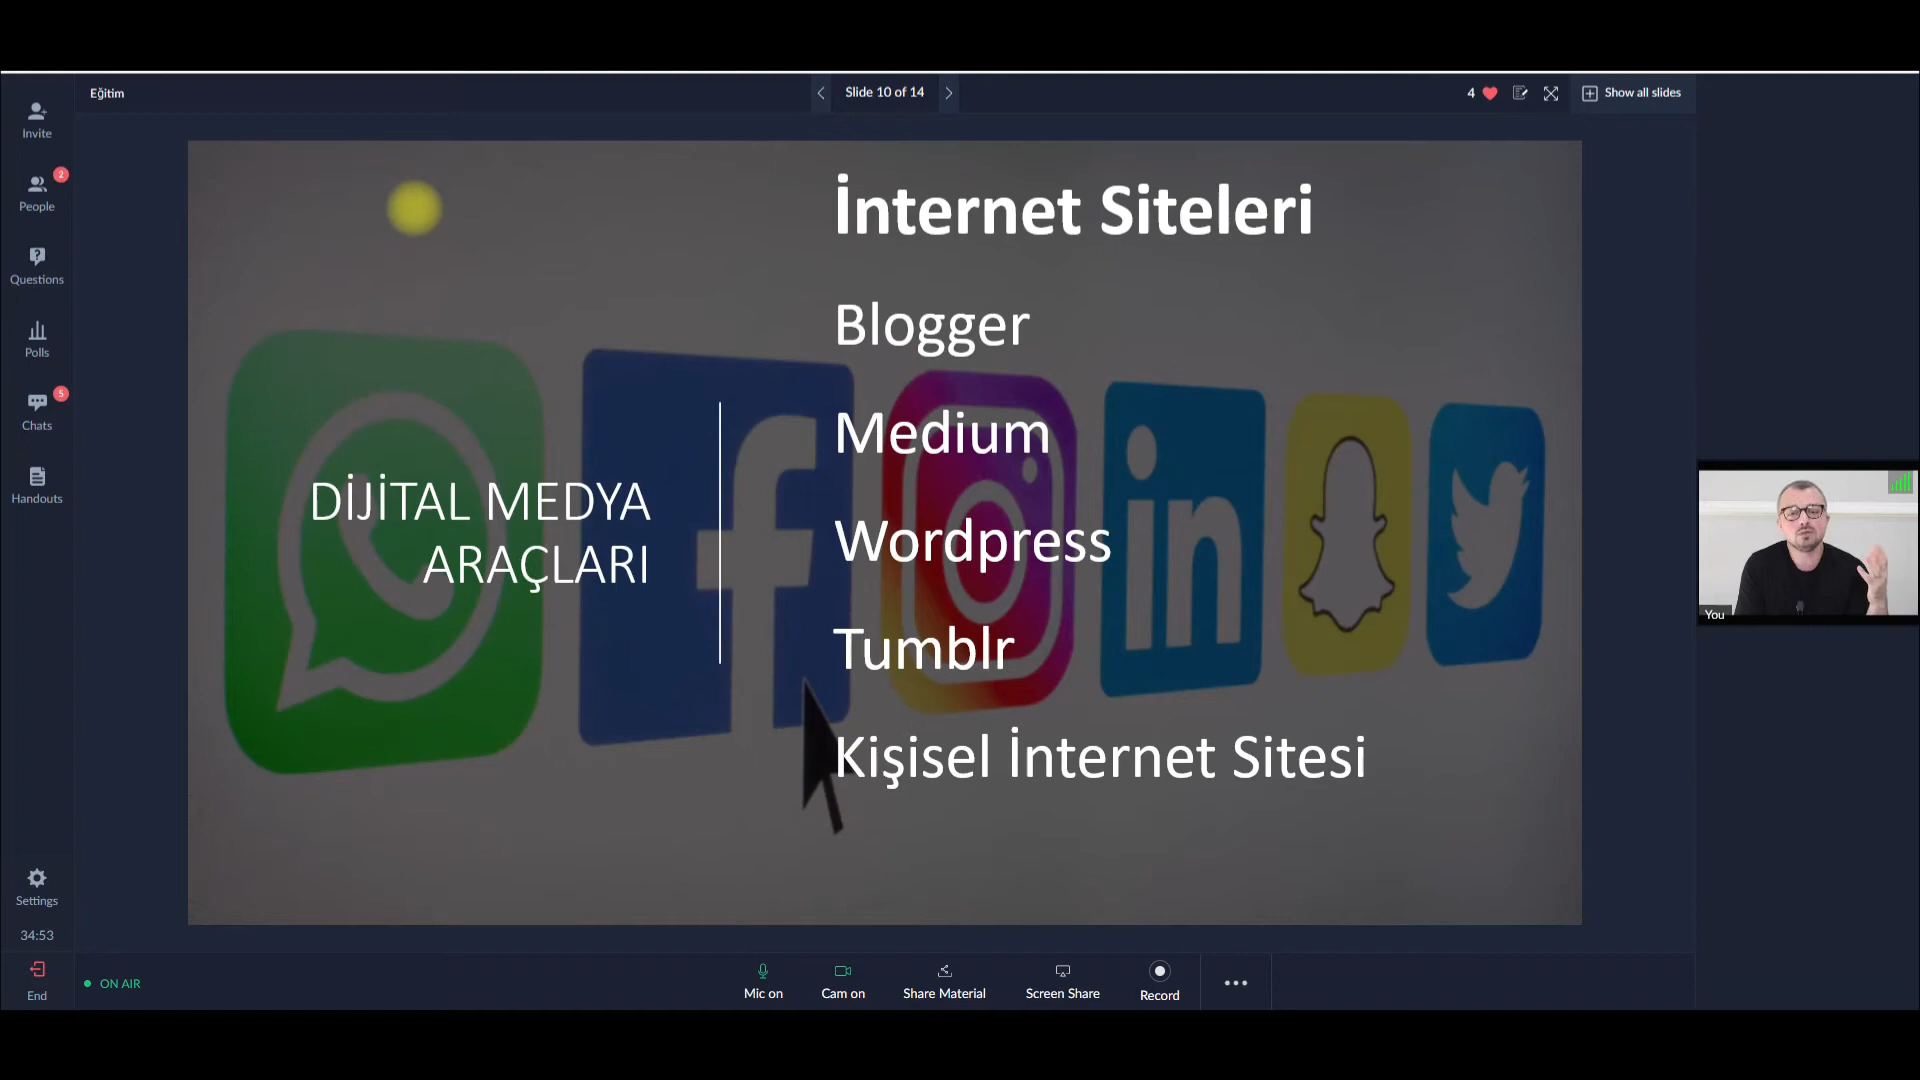 Eğitim
Slide 10 of 14
4
Show all slides
Invite
2
People
Questions
Polls
5
Chats
Handouts
Settings
34:53
End
DİJİTAL MEDYA
ARAÇLARI
İnternet Siteleri
Blogger
Medium
Wordpress
Tumblr
Kişisel İnternet Sitesi
f
in
You
ON AIR
Mic on
Cam on
Share Material
Screen Share
Record